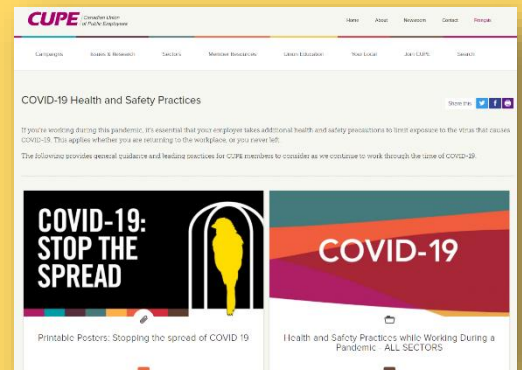 CUPE Canadian Union
of Public Employees
Home About Newsroom Contact Français
Campaigns Issues & Research Sectors Member Resources Union Education Your Local Join CUPE Search
COVID-19 Health and Safety Practices
Share this
If you're working during this pandemic, it's essential that your employer takes additional health and safety precautions to limit exposure to the virus that causes
COVID-19. This applies whether you are returning to the workplace, or you never left.
The following provides general guidance and leading practices for CUPE members to consider as we continue to work through the time of COVID-19.
COVID-19:
STOP THE
SPREAD
COVID-19
Printable Posters: Stopping the spread of COVID 19
Health and Safety Practices while Working During a
Pandemic - ALL SECTORS